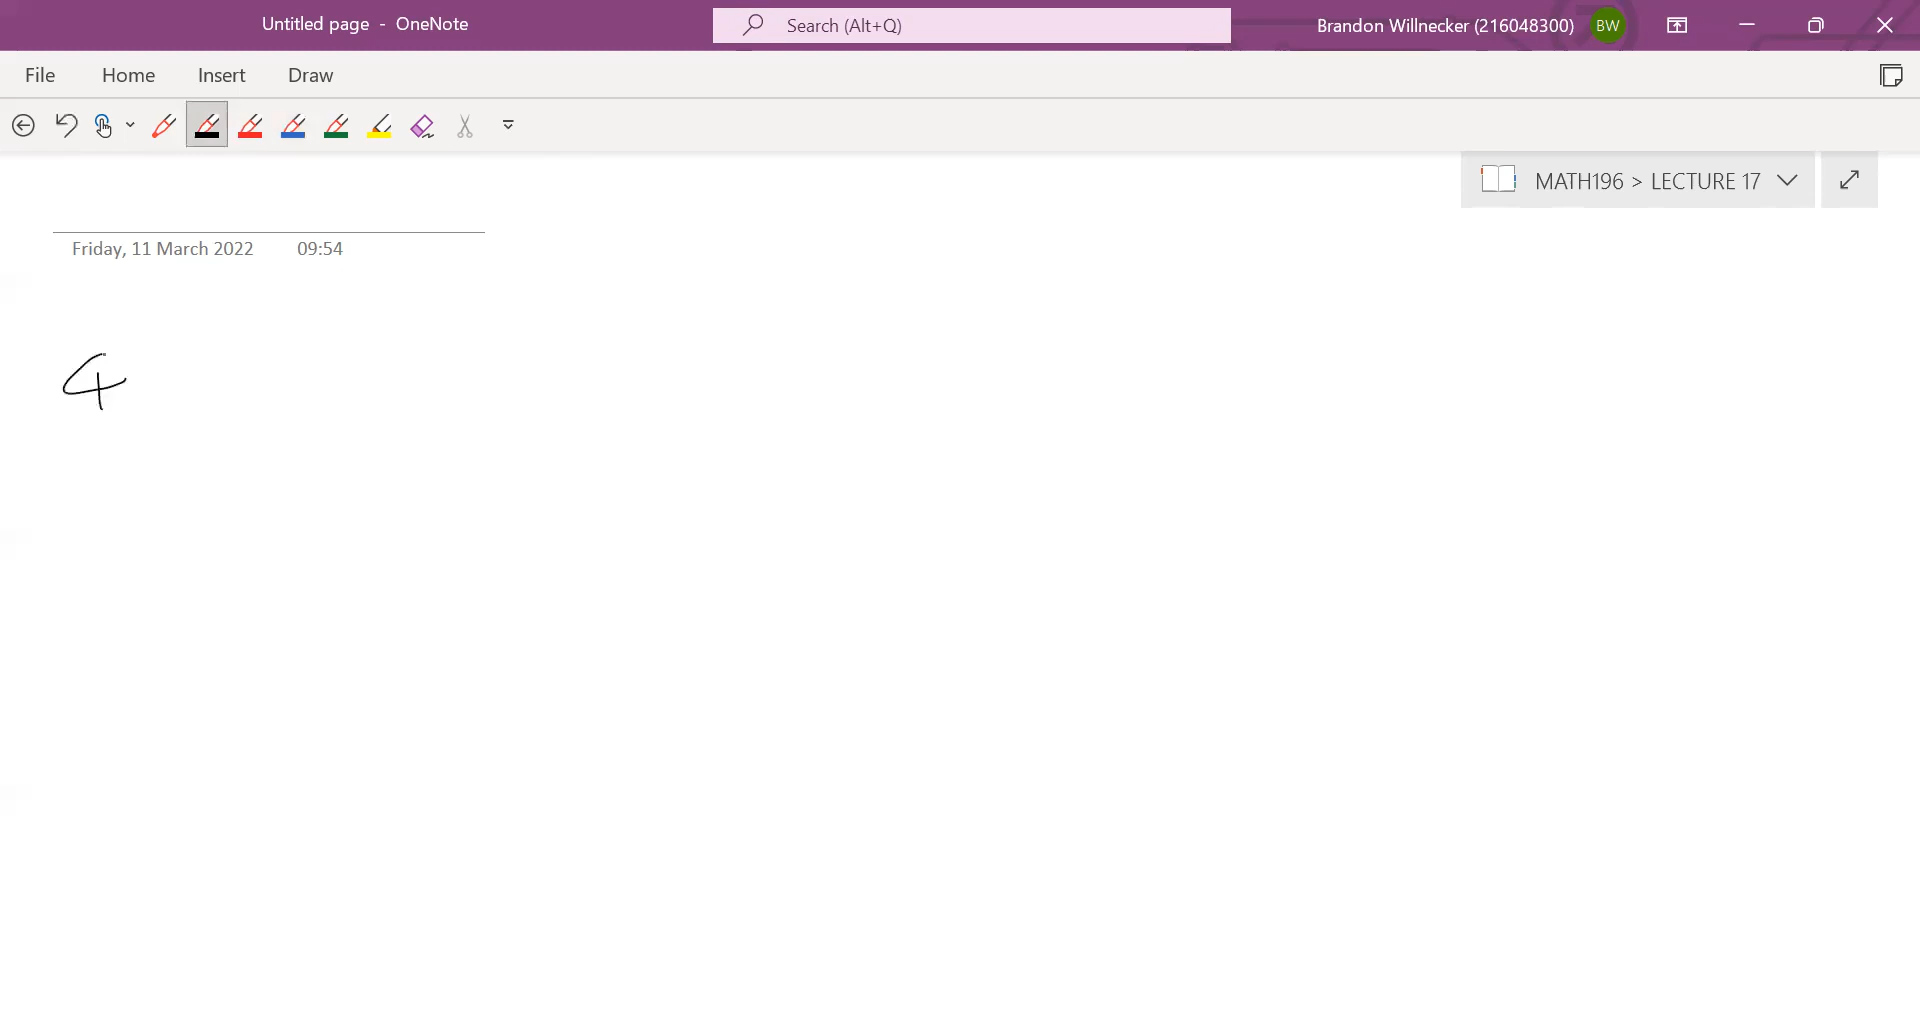 Untitled page - OneNote
Search (Alt+Q)
Brandon Willnecker (216048300)
BW
File Home Insert Draw
MATH196 > LECTURE 17
Friday, 11 March 2022 09:54
4